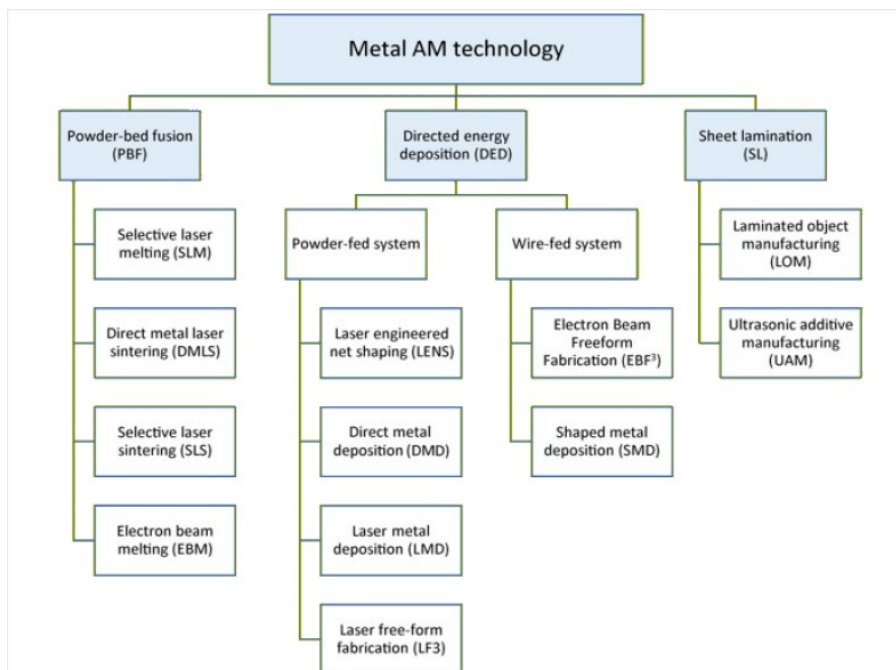 Metal AM technology
Powder-bed fusion
(PBF)
Directed energy
deposition (DED)
Sheet lamination
(SL)
Selective laser
melting (SLM)
Direct metal laser
sintering (DMLS)
Selective laser
sintering (SLS)
Electron beam
melting (EBM)
Powder-fed system
Laser engineered
net shaping (LENS)
Direct metal
deposition (DMD)
Laser metal
deposition (LMD)
Laser free-form
fabrication (LF3)
Wire-fed system
Electron Beam
Freeform
Fabrication (EBF³)
Shaped metal
deposition (SMD)
Laminated object
manufacturing
(LOM)
Ultrasonic additive
manufacturing
(UAM)